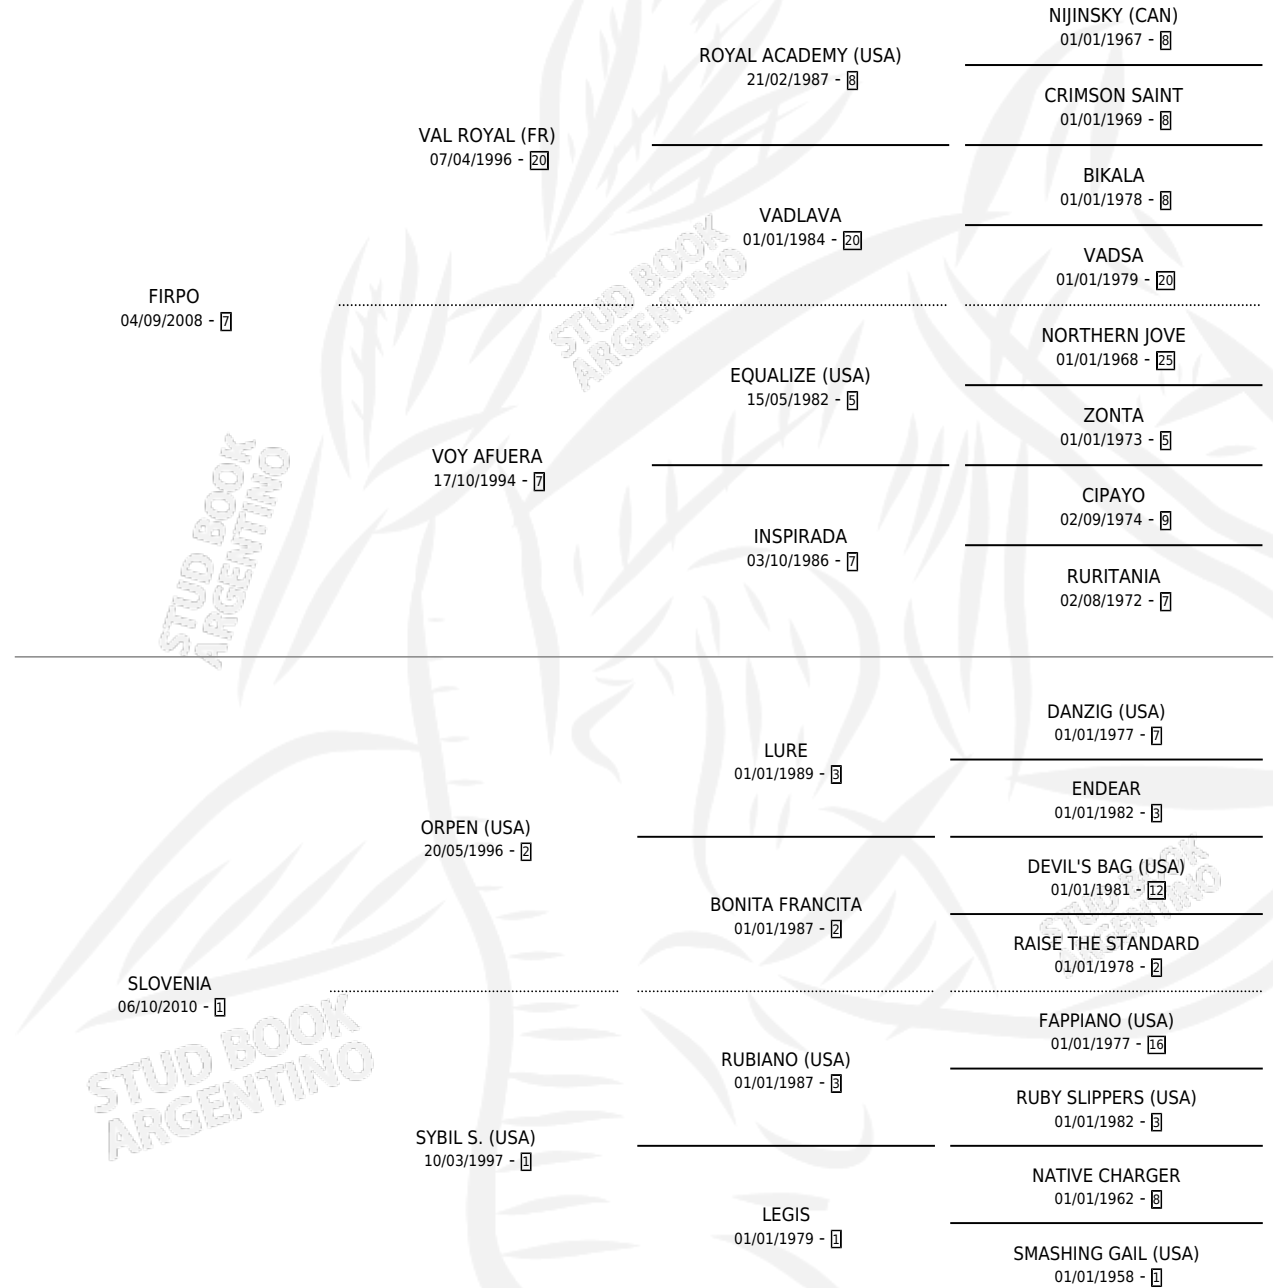 NIJINSKY (CAN)
01/01/1967 - 8
ROYAL ACADEMY (USA)
21/02/1987 - 8
CRIMSON SAINT
01/01/1969 - 8
VAL ROYAL (FR)
07/04/1996 - 20
BIKALA
01/01/1978 - 8
VADLAVA
01/01/1984 - 20
VADSA
01/01/1979 - 20
FIRPO
04/09/2008 - 7
NORTHERN JOVE
01/01/1968 - 25
EQUALIZE (USA)
15/05/1982 - 5
ZONTA
01/01/1973 - 5
VOY AFUERA
17/10/1994 - 7
CIPAYO
02/09/1974 - 9
INSPIRADA
03/10/1986 - 7
RURITANIA
02/08/1972 - 7
DANZIG (USA)
01/01/1977 - 7
LURE
01/01/1989 - 3
ENDEAR
01/01/1982 - 3
ORPEN (USA)
20/05/1996 - 2
DEVIL'S BAG (USA)
01/01/1981 - 12
BONITA FRANCITA
01/01/1987 - 2
RAISE THE STANDARD
01/01/1978 - 2
SLOVENIA
06/10/2010 - 1
FAPPIANO (USA)
01/01/1977 - 16
RUBIANO (USA)
01/01/1987 - 3
RUBY SLIPPERS (USA)
01/01/1982 - 3
SYBIL S. (USA)
10/03/1997 - 1
NATIVE CHARGER
01/01/1962 - 8
LEGIS
01/01/1979 - 1
SMASHING GAIL (USA)
01/01/1958 - 1
STUD BOOK
ARGENTINO
STUD BOOK
ARGENTINO
STUD BOOK
ARGENTINO
STUD BOOK
ARGENTINO